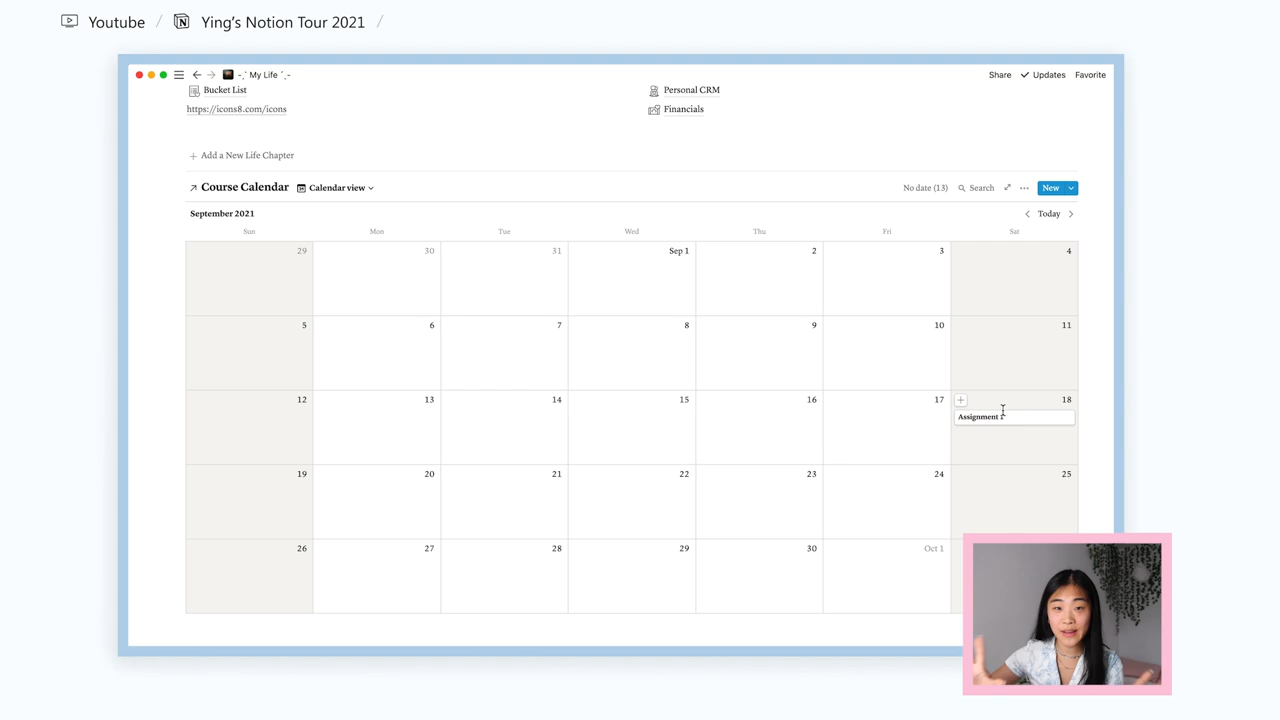 Youtube / Ying's Notion Tour 2021 /
-ˏˋ My Life ˊˎ-
Share Updates Favorite
Bucket List Personal CRM
https://icons8.com/icons Financials
+ Add a New Life Chapter
Course Calendar Calendar view No date (13) Search New
September 2021 Today
Sun Mon Tue Wed Thu Fri Sat
29 30 31 Sep 1 2 3 4
5 6 7 8 9 10 11
12 13 14 15 16 17 18
Assignment
19 20 21 22 23 24 25
26 27 28 29 30 Oct 1